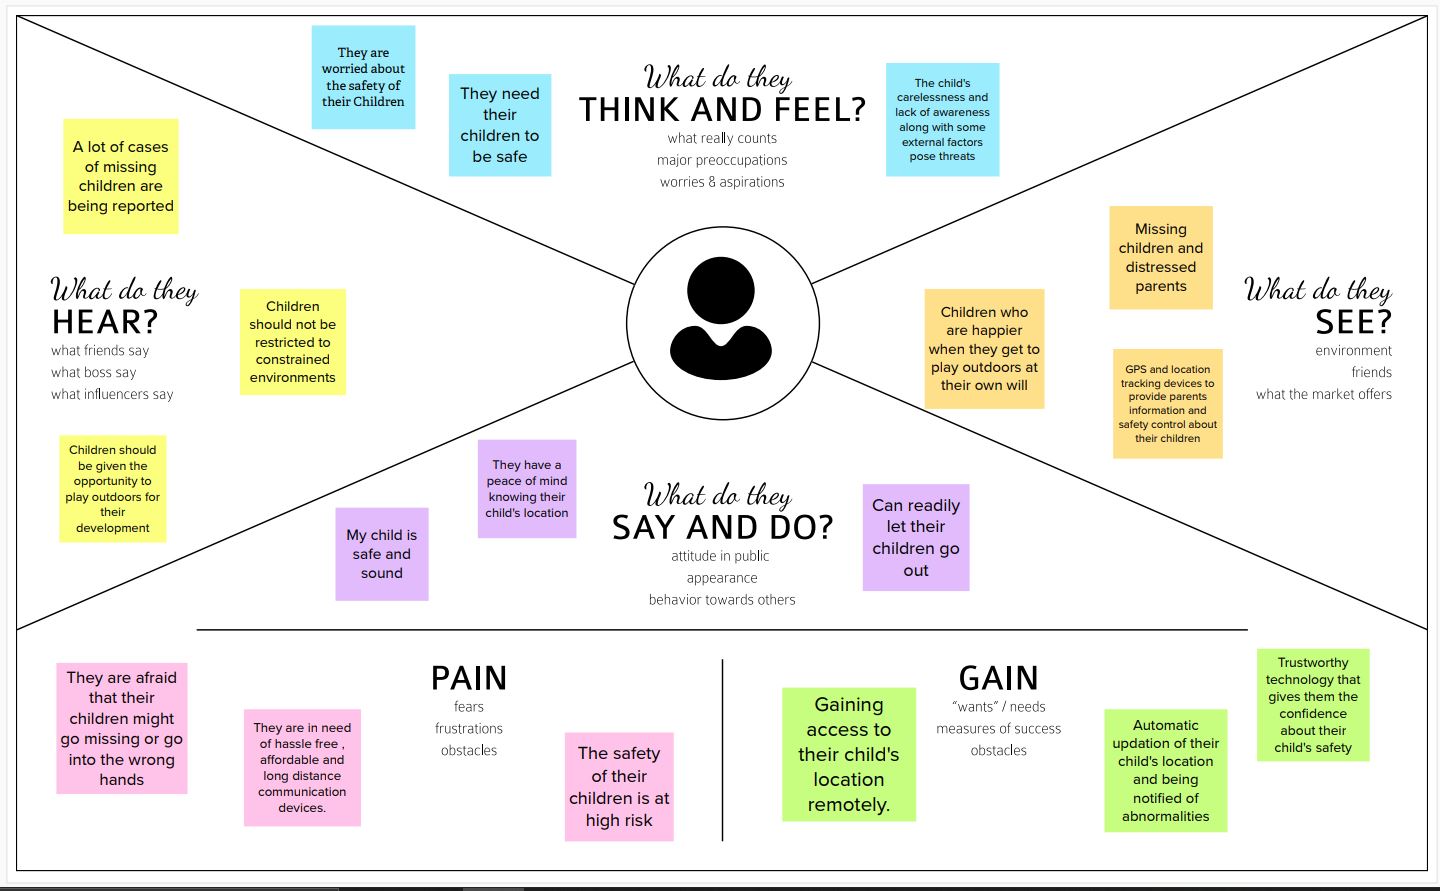 They are
worried about
the safety of
their Children
They need
their
children to
be safe
What do they
THINK AND FEEL?
what really counts
major preoccupations
worries & aspirations
The child's
carelessness and
lack of awareness
along with some
external factors
pose threats
A lot of cases
of missing
children are
being reported
What do they
HEAR?
what friends say
what boss say
what influencers say
Children
should not be
restricted to
constrained
environments
Children should
be given the
opportunity to
play outdoors for
their
development
Missing
children and
distressed
parents
Children who
are happier
when they get to
play outdoors at
their own will
What do they
SEE?
environment
friends
what the market offers
GPS and location
tracking devices to
provide parents
information and
safety control about
their children
They have a
peace of mind
knowing their
child's location
My child is
safe and
sound
What do they
SAY AND DO?
attitude in public
appearance
behavior towards others
Can readily
let their
children go
out
They are afraid
that their
children might
go missing or go
into the wrong
hands
They are in need
of hassle free ,
affordable and
long distance
communication
devices.
PAIN
fears
frustrations
obstacles
The safety
of their
children is at
high risk
Gaining
access to
their child's
location
remotely.
GAIN
“wants” / needs
measures of success
obstacles
Automatic
updation of their
child's location
and being
notified of
abnormalities
Trustworthy
technology that
gives them the
confidence
about their
child's safety